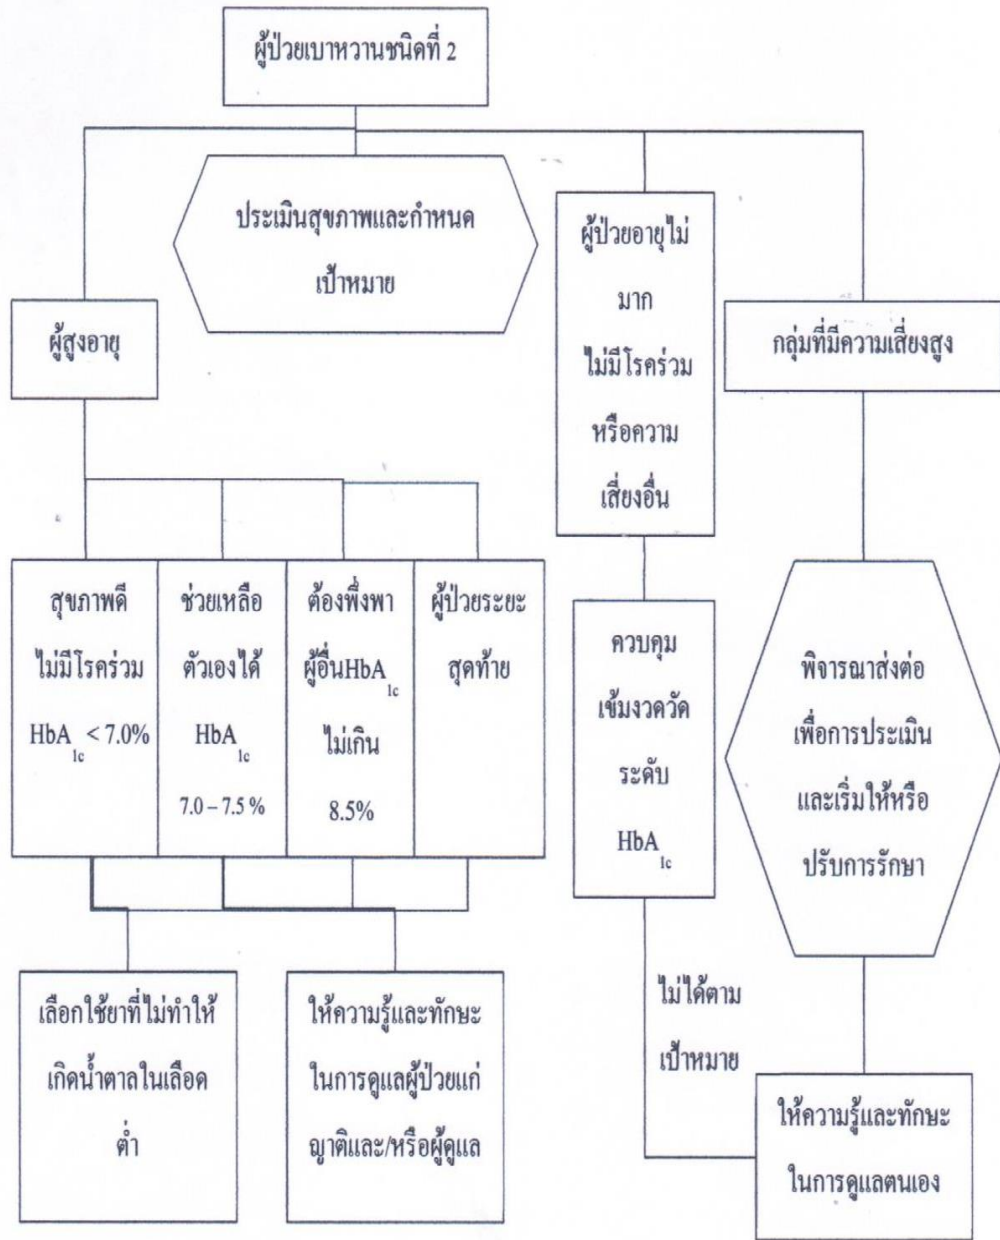 ผู้ป่วยเบาหวานชนิดที่ 2
ประเมินสุขภาพและกำหนด
เป้าหมาย
ผู้สูงอายุ
ผู้ป่วยอายุไม่
มาก
ไม่มีโรคร่วม
หรือความ
เสี่ยงอื่น
กลุ่มที่มีความเสี่ยงสูง
สุขภาพดี
ไม่มีโรคร่วม
HbA1c < 7.0%
ช่วยเหลือ
ตัวเองได้
HbA1c
7.0 – 7.5 %
ต้องพึ่งพา
ผู้อื่นHbA1c
ไม่เกิน
8.5%
ผู้ป่วยระยะ
สุดท้าย
ควบคุม
เข้มงวดวัด
ระดับ
HbA1c
พิจารณาส่งต่อ
เพื่อการประเมิน
และเริ่มให้หรือ
ปรับการรักษา
เลือกใช้ยาที่ไม่ทำให้
เกิดน้ำตาลในเลือด
ต่ำ
ให้ความรู้และทักษะ
ในการดูแลผู้ป่วยแก่
ญาติและ/หรือผู้ดูแล
ไม่ได้ตาม
เป้าหมาย
ให้ความรู้และทักษะ
ในการดูแลตนเอง